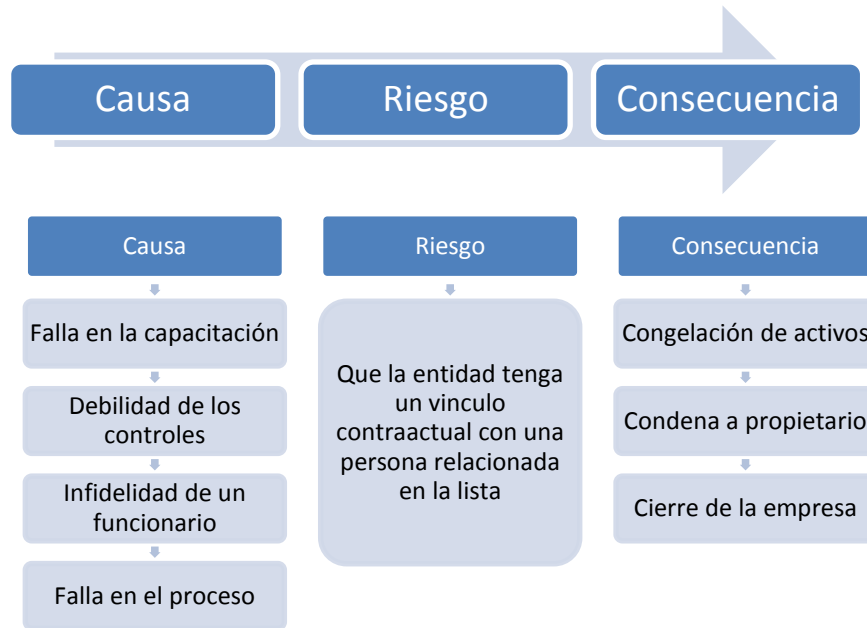 Causa
Riesgo
Consecuencia
Causa
Falla en la capacitación
Debilidad de los
controles
Infidelidad de un
funcionario
Falla en el proceso
Riesgo
Que la entidad tenga
un vinculo
contraactual con una
persona relacionada
en la lista
Consecuencia
Congelación de activos
Condena a propietario
Cierre de la empresa